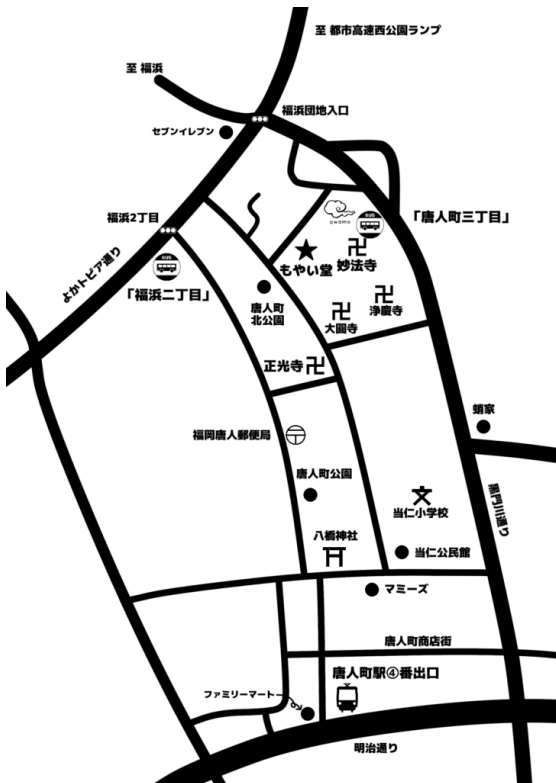 至 都市高速西公園ランプ
至 福浜
福浜団地入口
セブンイレブン
福浜2丁目
BUS
「唐人町三丁目」
awomo
妙法寺
もやい堂
よかトピア通り
BUS
「福浜二丁目」
唐人町
北公園
浄慶寺
大圓寺
正光寺
蛸家
福岡唐人郵便局
唐人町公園
黒門川通り
当仁小学校
八橋神社
当仁公民館
マミーズ
唐人町商店街
唐人町駅④番出口
ファミリーマート
明治通り